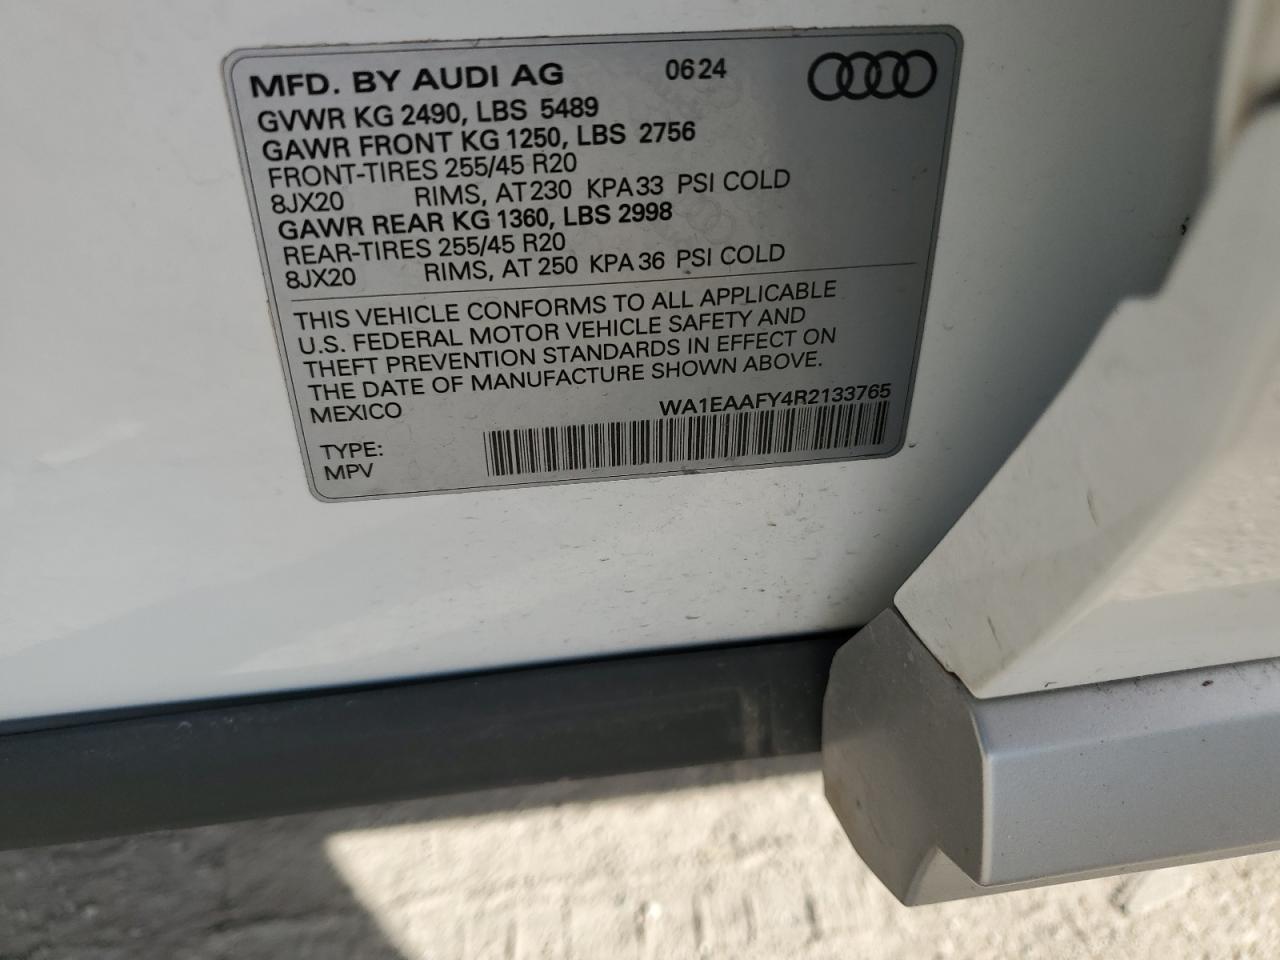 MFD. BY AUDI AG 0624
GVWR KG 2490, LBS 5489
GAWR FRONT KG 1250, LBS 2756
FRONT-TIRES 255/45 R20
8JX20 RIMS, AT 230 KPA 33 PSI COLD
GAWR REAR KG 1360, LBS 2998
REAR-TIRES 255/45 R20
8JX20 RIMS, AT 250 KPA 36 PSI COLD
THIS VEHICLE CONFORMS TO ALL APPLICABLE
U.S. FEDERAL MOTOR VEHICLE SAFETY AND
THEFT PREVENTION STANDARDS IN EFFECT ON
THE DATE OF MANUFACTURE SHOWN ABOVE.
MEXICO WA1EAAFY4R2133765
TYPE:
MPV